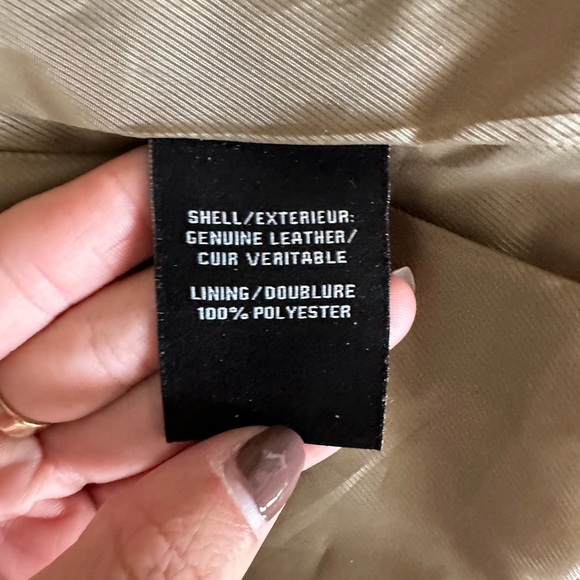 SHELL/EXTERIEUR:
GENUINE LEATHER/
CUIR VERITABLE
LINING/DOUBLURE
100% POLYESTER